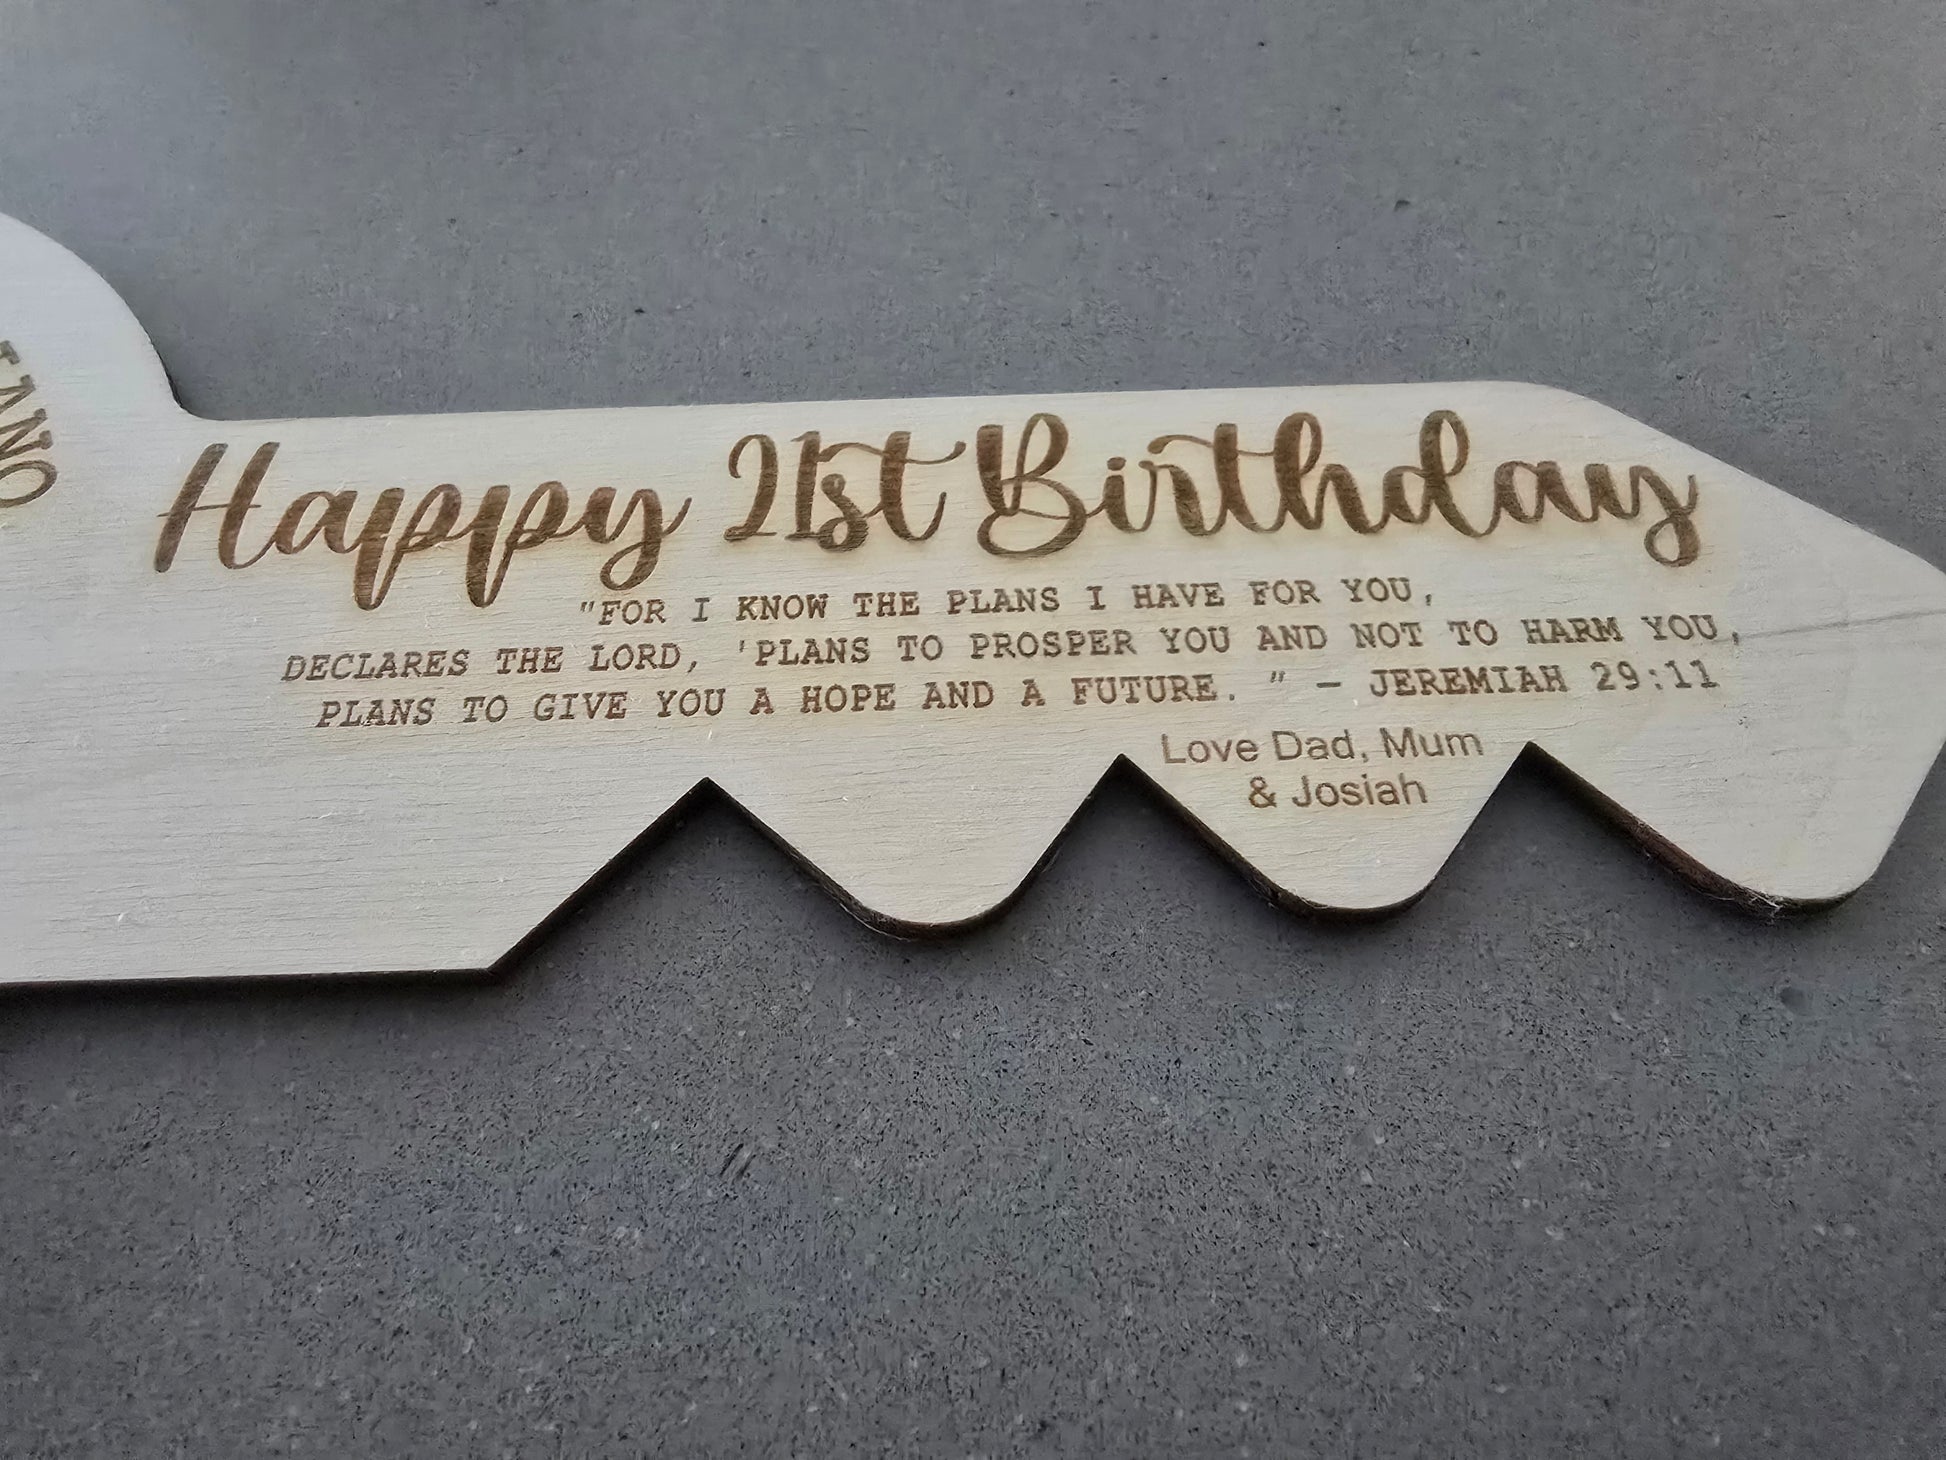 Happy 21st Birthday
"FOR I KNOW THE PLANS I HAVE FOR YOU,
DECLARES THE LORD, 'PLANS TO PROSPER YOU AND NOT TO HARM YOU,
PLANS TO GIVE YOU A HOPE AND A FUTURE. " – JEREMIAH 29:11
Love Dad, Mum
& Josiah